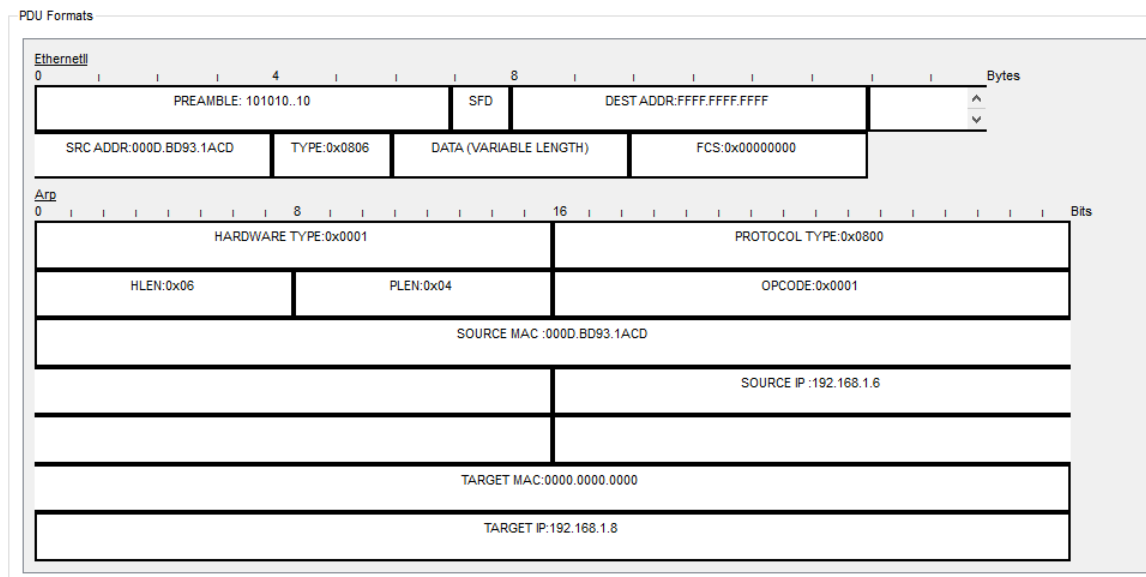 PDU Formats
EthernetII
0 4 8 Bytes
PREAMBLE: 101010..10 SFD DEST ADDR:FFFF.FFFF.FFFF
SRC ADDR:000D.BD93.1ACD TYPE:0x0806 DATA (VARIABLE LENGTH) FCS:0x00000000
Arp
0 8 16 Bits
HARDWARE TYPE:0x0001 PROTOCOL TYPE:0x0800
HLEN:0x06 PLEN:0x04 OPCODE:0x0001
SOURCE MAC :000D.BD93.1ACD
SOURCE IP :192.168.1.6
TARGET MAC:0000.0000.0000
TARGET IP:192.168.1.8